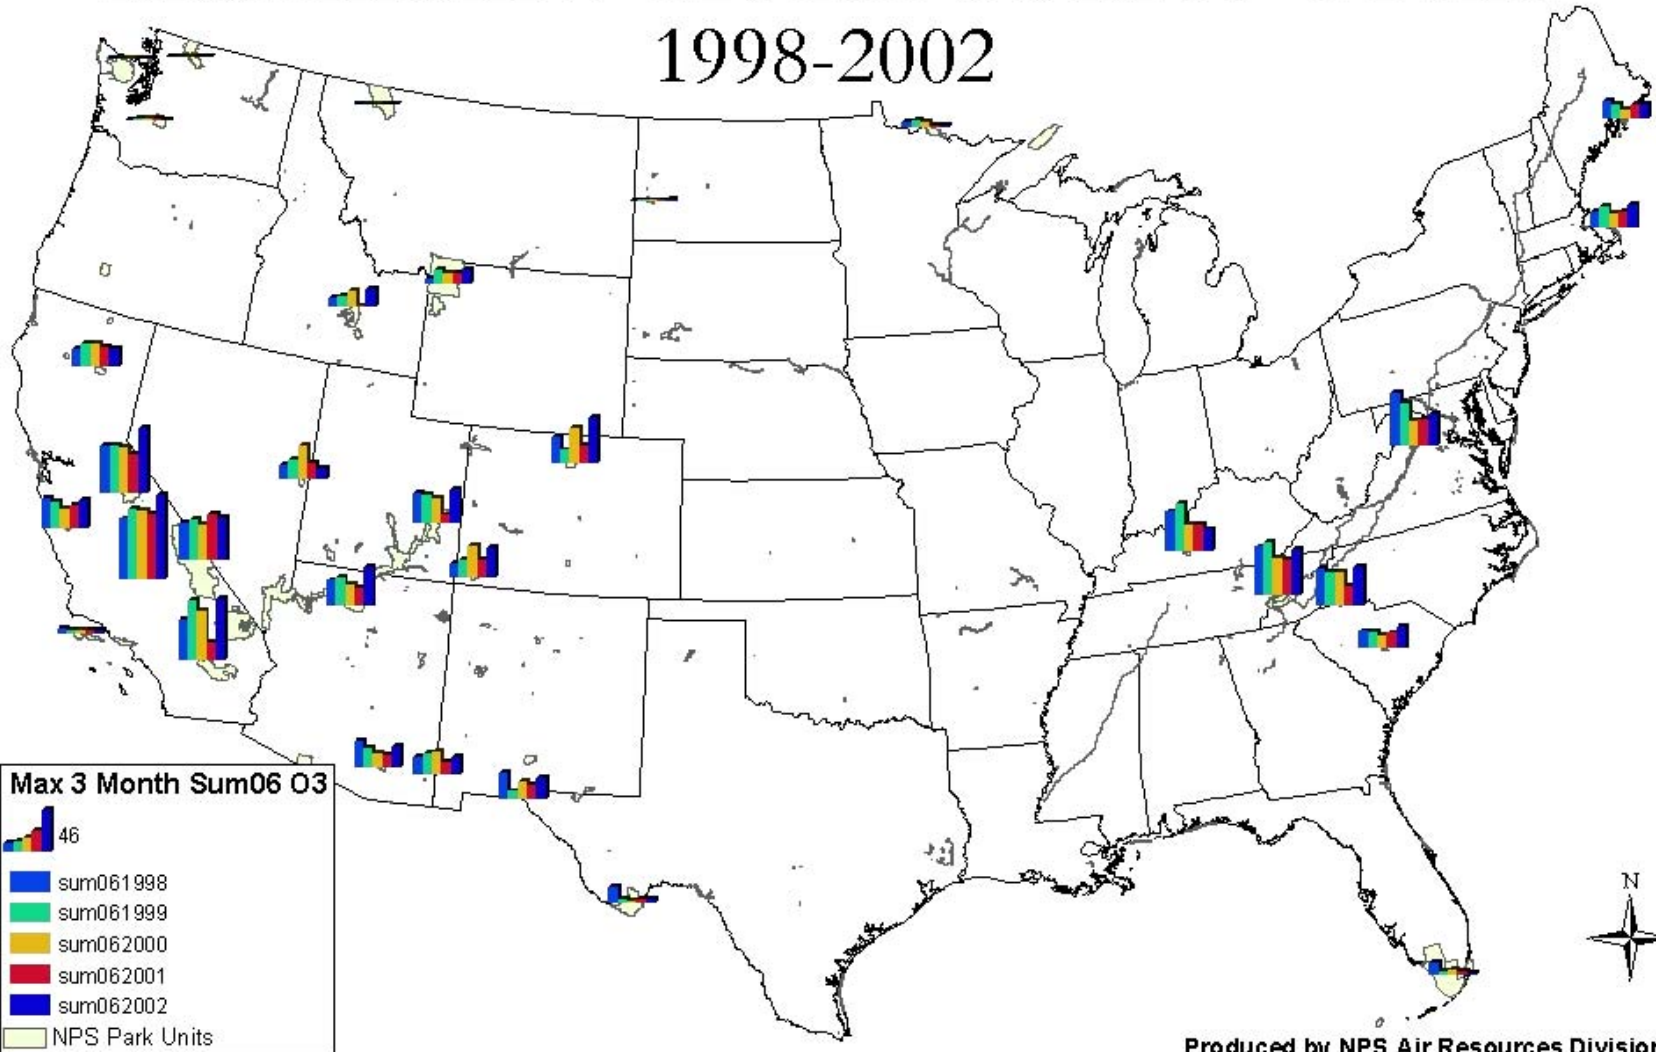 1998-2002
Max 3 Month Sum06 O3
46
sum061998
sum061999
sum062000
sum062001
sum062002
NPS Park Units
N
Produced by NPS Air Resources Division